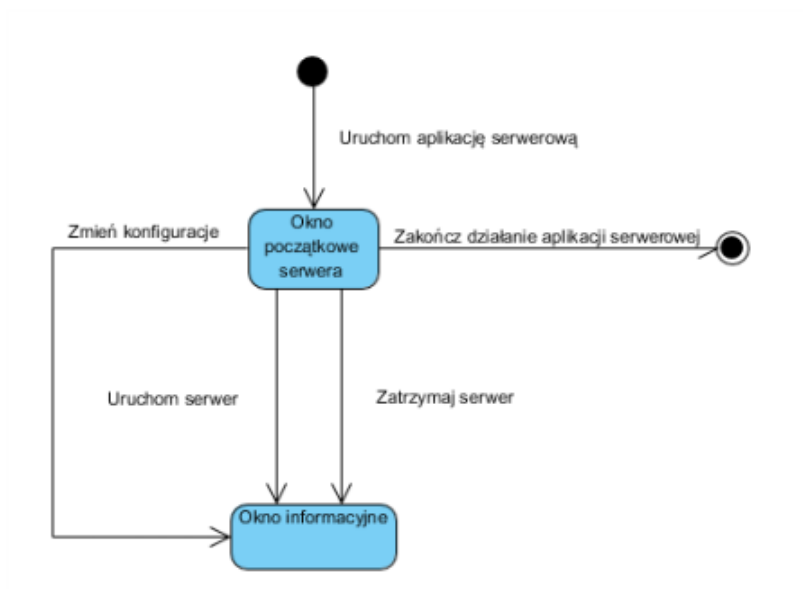 Uruchom aplikację serwerową
Zmień konfiguracje
Okno
początkowe
serwera
Zakończ działanie aplikacji serwerowej
Uruchom serwer
Zatrzymaj serwer
Okno informacyjne